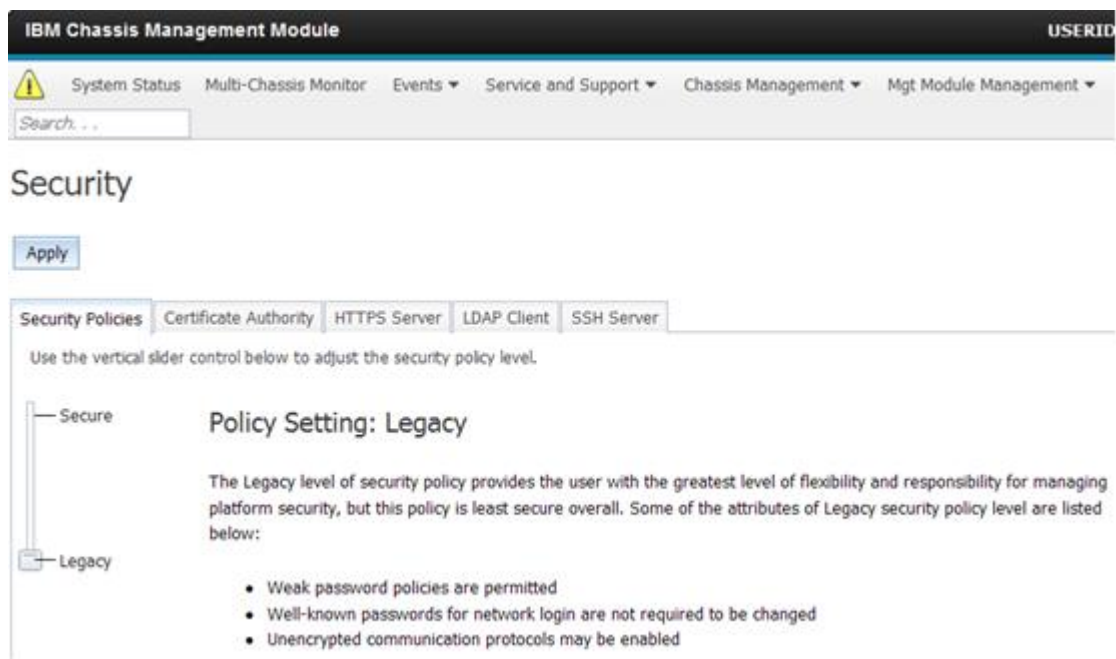 IBM Chassis Management Module USERID
System Status Multi-Chassis Monitor Events Service and Support Chassis Management Mgt Module Management
Search. . .
Security
Apply
Security Policies Certificate Authority HTTPS Server LDAP Client SSH Server
Use the vertical slider control below to adjust the security policy level.
Secure
Policy Setting: Legacy
The Legacy level of security policy provides the user with the greatest level of flexibility and responsibility for managing
platform security, but this policy is least secure overall. Some of the attributes of Legacy security policy level are listed
below:
Legacy
• Weak password policies are permitted
• Well-known passwords for network login are not required to be changed
• Unencrypted communication protocols may be enabled